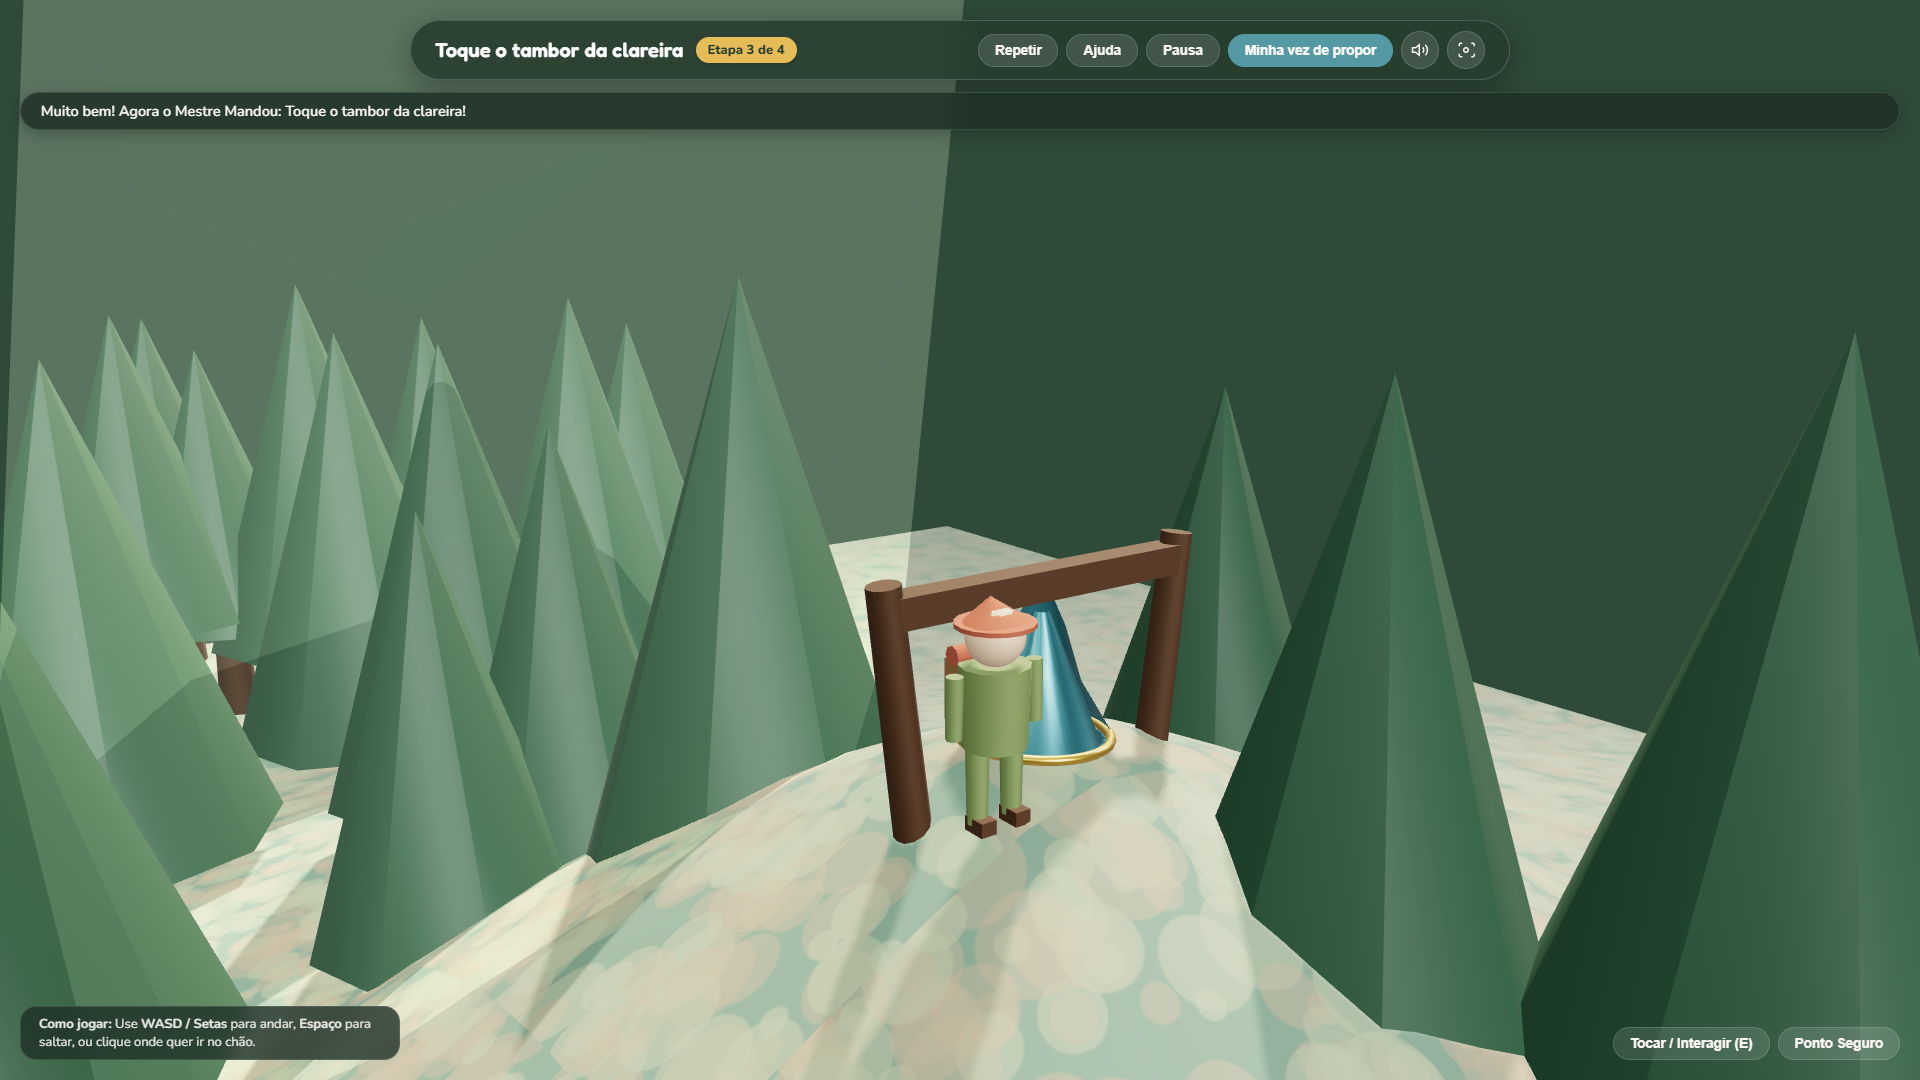 Toque o tambor da clareira
Etapa 3 de 4
Repetir
Ajuda
Pausa
Minha vez de propor
Muito bem! Agora o Mestre Mandou: Toque o tambor da clareira!
Como jogar: Use WASD / Setas para andar, Espaço para
saltar, ou clique onde quer ir no chão.
Tocar / Interagir (E)
Ponto Seguro